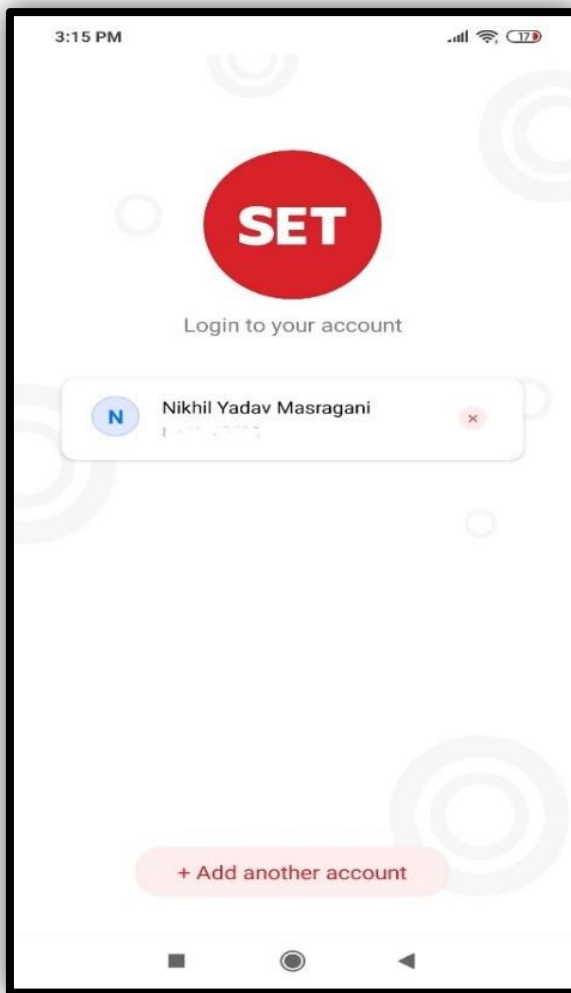 3:15 PM
17
SET
Login to your account
N
Nikhil Yadav Masragani
+ Add another account